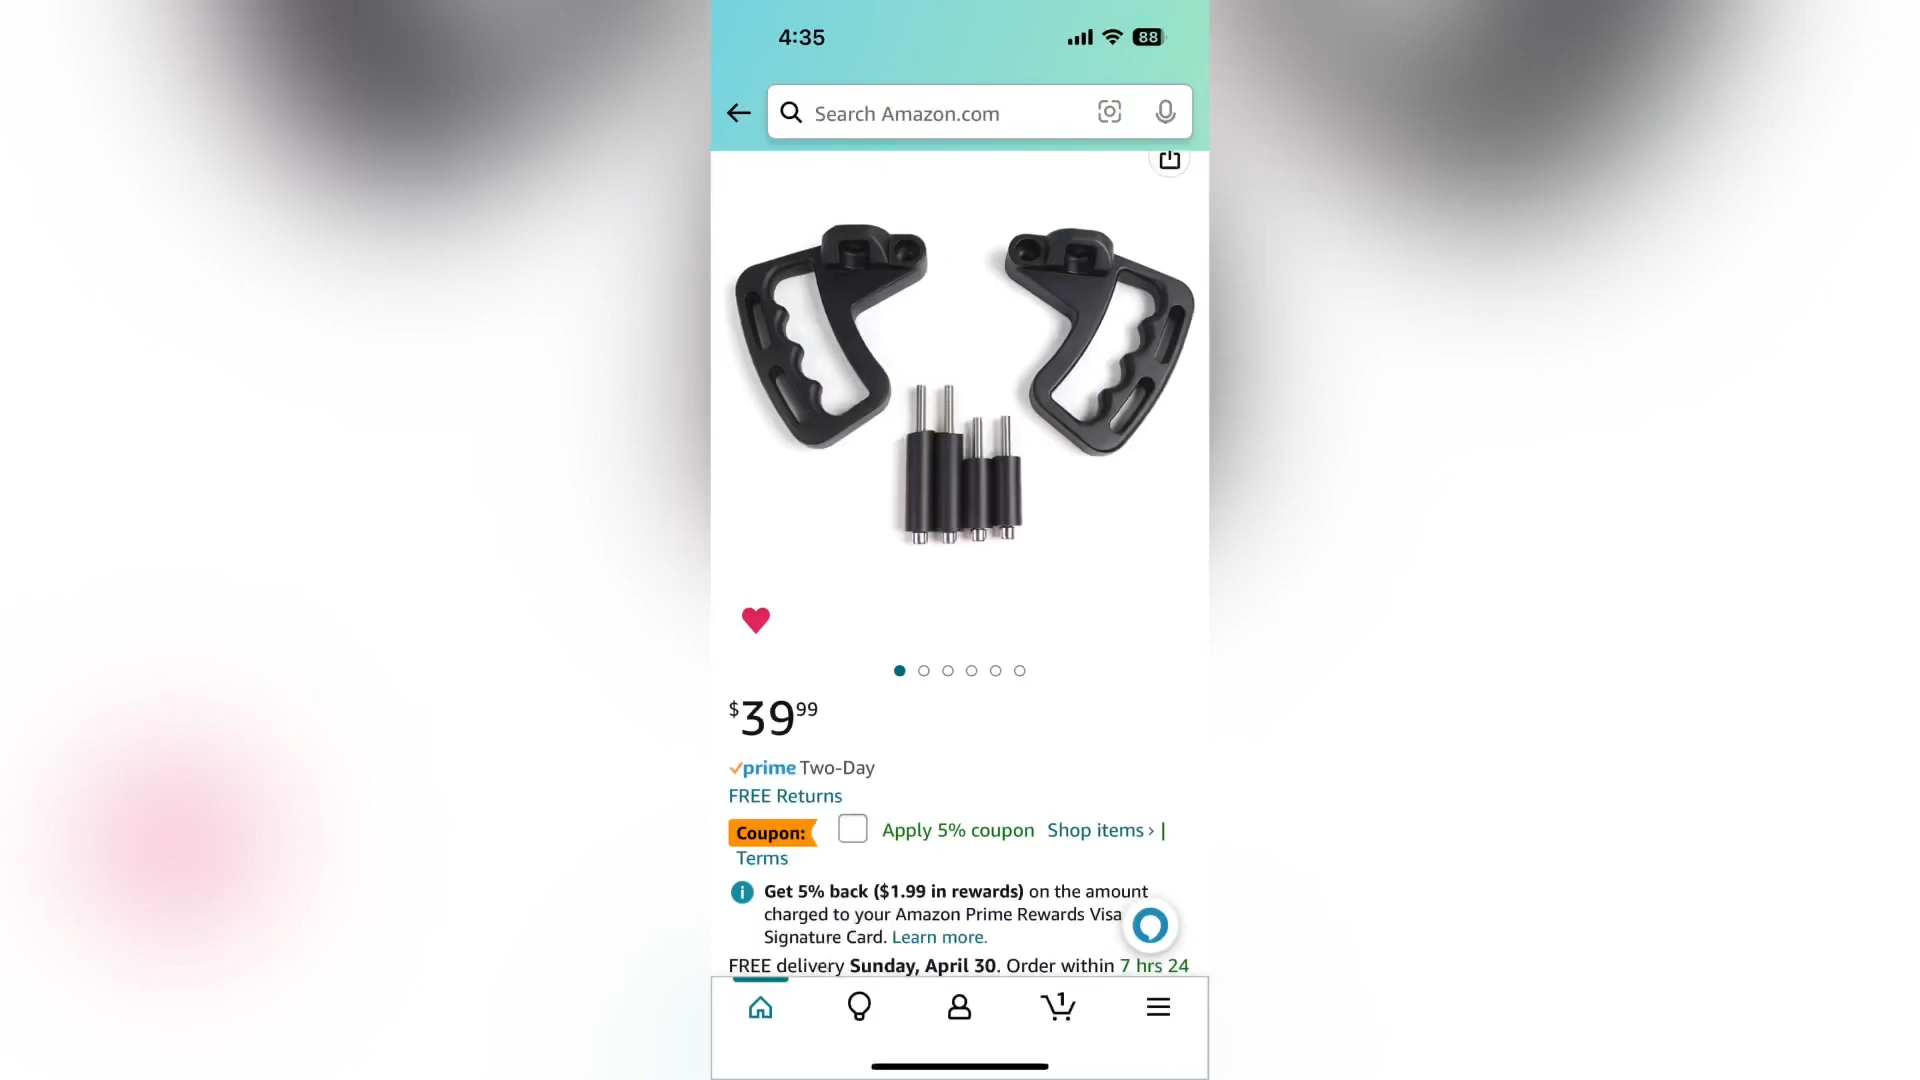 4:35
88
Search Amazon.com
$39 99
prime Two-Day
FREE Returns
Coupon: Apply 5% coupon Shop items › |
Terms
Get 5% back ($1.99 in rewards) on the amount
charged to your Amazon Prime Rewards Visa
Signature Card. Learn more.
FREE delivery Sunday, April 30. Order within 7 hrs 24
1